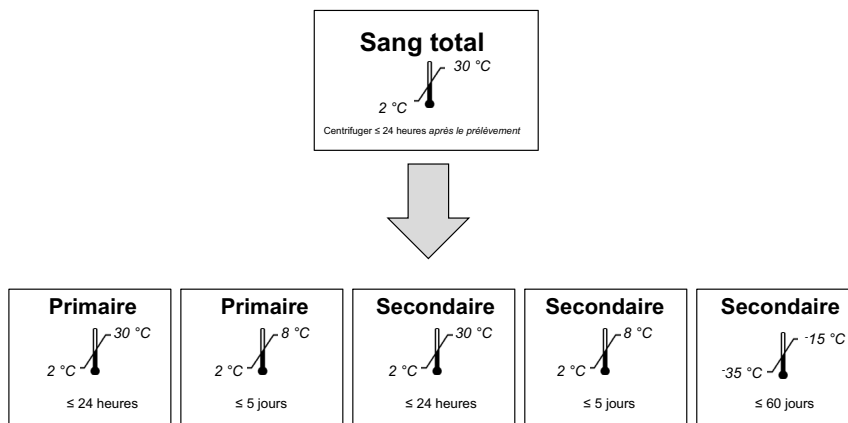 Sang total
30 °C
2 °C
Centrifuger ≤ 24 heures après le prélèvement
Primaire
30 °C
2 °C
≤ 24 heures
Primaire
8 °C
2 °C
≤ 5 jours
Secondaire
30 °C
2 °C
≤ 24 heures
Secondaire
8 °C
2 °C
≤ 5 jours
Secondaire
-15 °C
-35 °C
≤ 60 jours